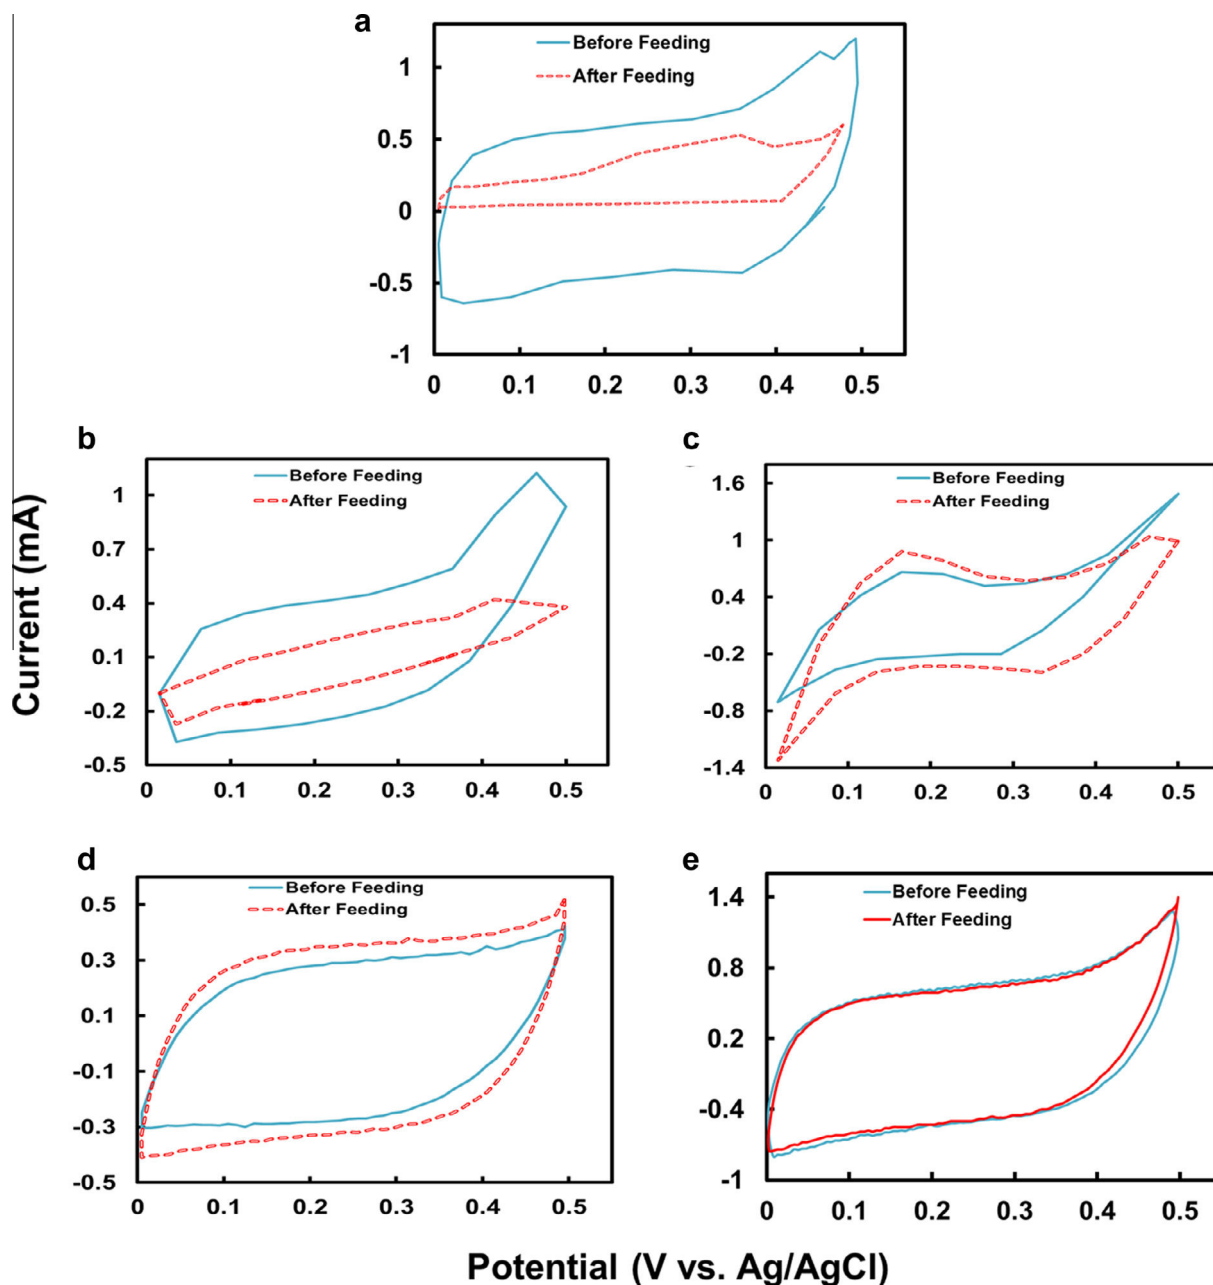 a
Before Feeding
After Feeding
1
0.5
0
-0.5
-1
0 0.1 0.2 0.3 0.4 0.5
b
Before Feeding
After Feeding
1
0.7
0.4
0.1
-0.2
-0.5
0 0.1 0.2 0.3 0.4 0.5
c
Before Feeding
After Feeding
1.6
1
0.4
-0.2
-0.8
-1.4
0 0.1 0.2 0.3 0.4 0.5
Current (mA)
d
Before Feeding
After Feeding
0.5
0.3
0.1
-0.1
-0.3
-0.5
0 0.1 0.2 0.3 0.4 0.5
e
Before Feeding
After Feeding
1.4
0.8
0.2
-0.4
-1
0 0.1 0.2 0.3 0.4 0.5
Potential (V vs. Ag/AgCl)